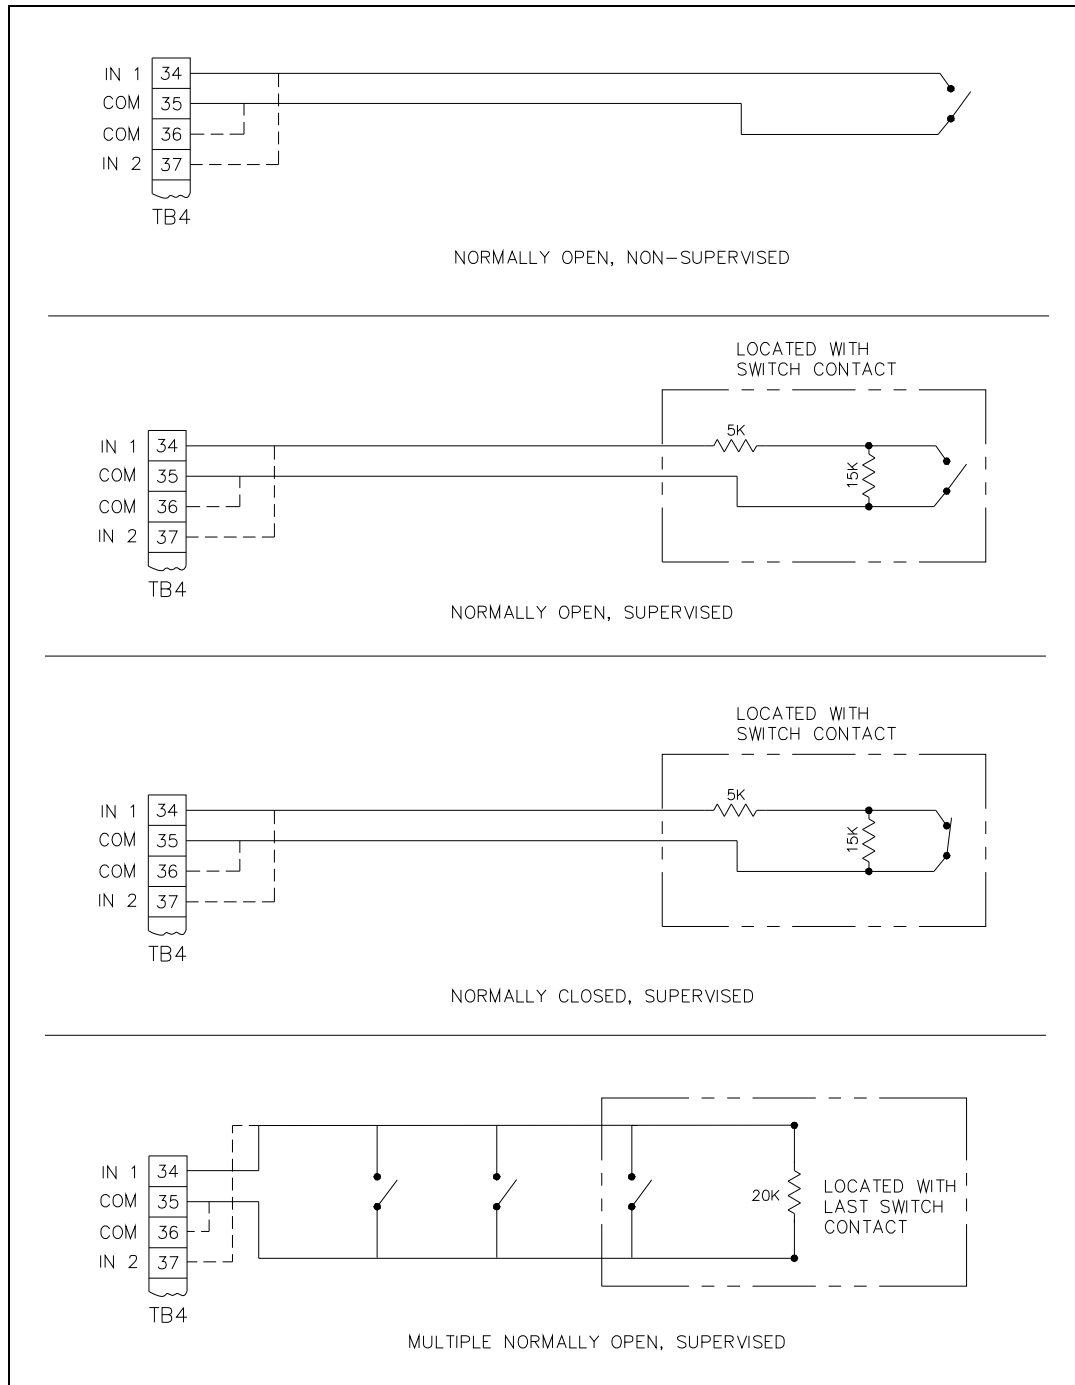 IN 1 34
COM 35
COM 36
IN 2 37
TB4
NORMALLY OPEN, NON-SUPERVISED
LOCATED WITH
SWITCH CONTACT
5K
15K
IN 1 34
COM 35
COM 36
IN 2 37
TB4
NORMALLY OPEN, SUPERVISED
LOCATED WITH
SWITCH CONTACT
5K
15K
IN 1 34
COM 35
COM 36
IN 2 37
TB4
NORMALLY CLOSED, SUPERVISED
IN 1 34
COM 35
COM 36
IN 2 37
TB4
20K
LOCATED WITH
LAST SWITCH
CONTACT
MULTIPLE NORMALLY OPEN, SUPERVISED